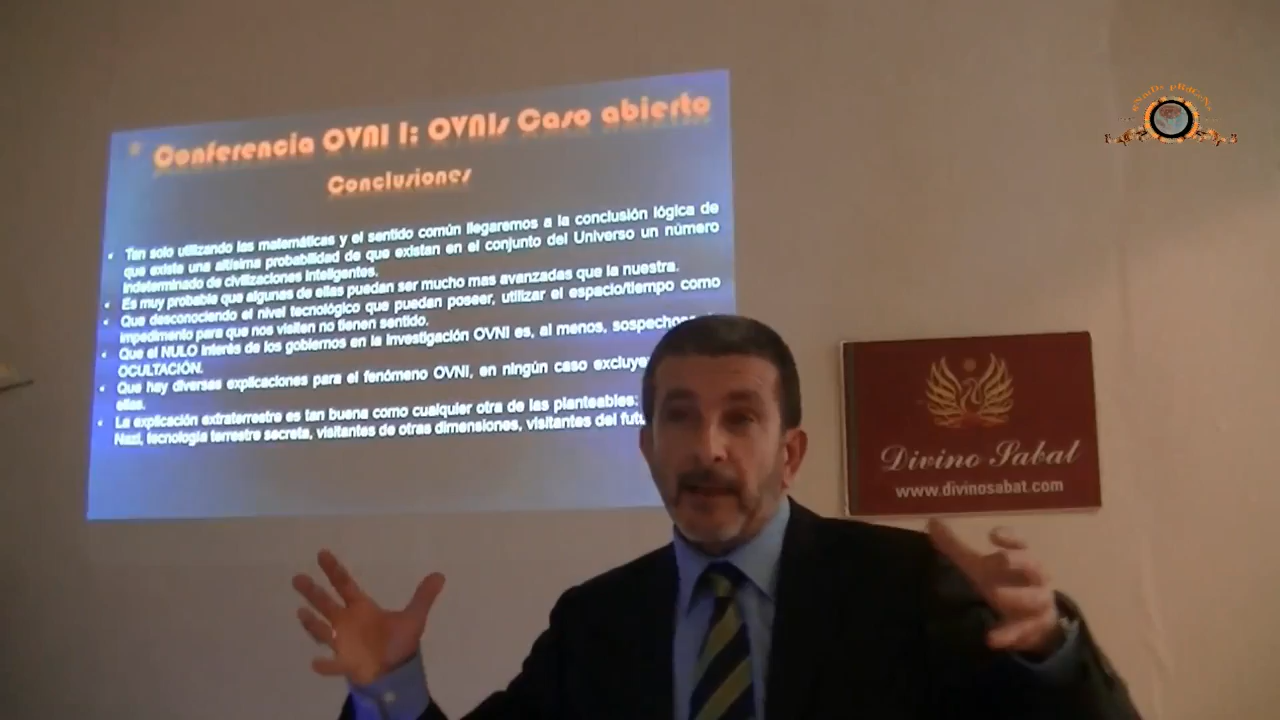 Conferencia OVNI I: OVNIs Caso abierto
Conclusiones
• Tan solo utilizando las matemáticas y el sentido común llegaremos a la conclusión lógica de
que existe una altísima probabilidad de que existan en el conjunto del Universo un número
indeterminado de civilizaciones inteligentes.
• Es muy probable que algunas de ellas puedan ser mucho mas avanzadas que la nuestra.
• Que desconociendo el nivel tecnológico que puedan poseer, utilizar el espacio/tiempo como
impedimento para que nos visiten no tienen sentido.
• Que el NULO interés de los gobiernos en la investigación OVNI es, al menos, sospechoso
OCULTACIÓN.
• Que hay diversas explicaciones para el fenómeno OVNI, en ningún caso excluye
ellas.
• La explicación extraterrestre es tan buena como cualquier otra de las planteables:
Nazi, tecnología terrestre secreta, visitantes de otras dimensiones, visitantes del futu
Divino Sabat
www.divinosabat.com